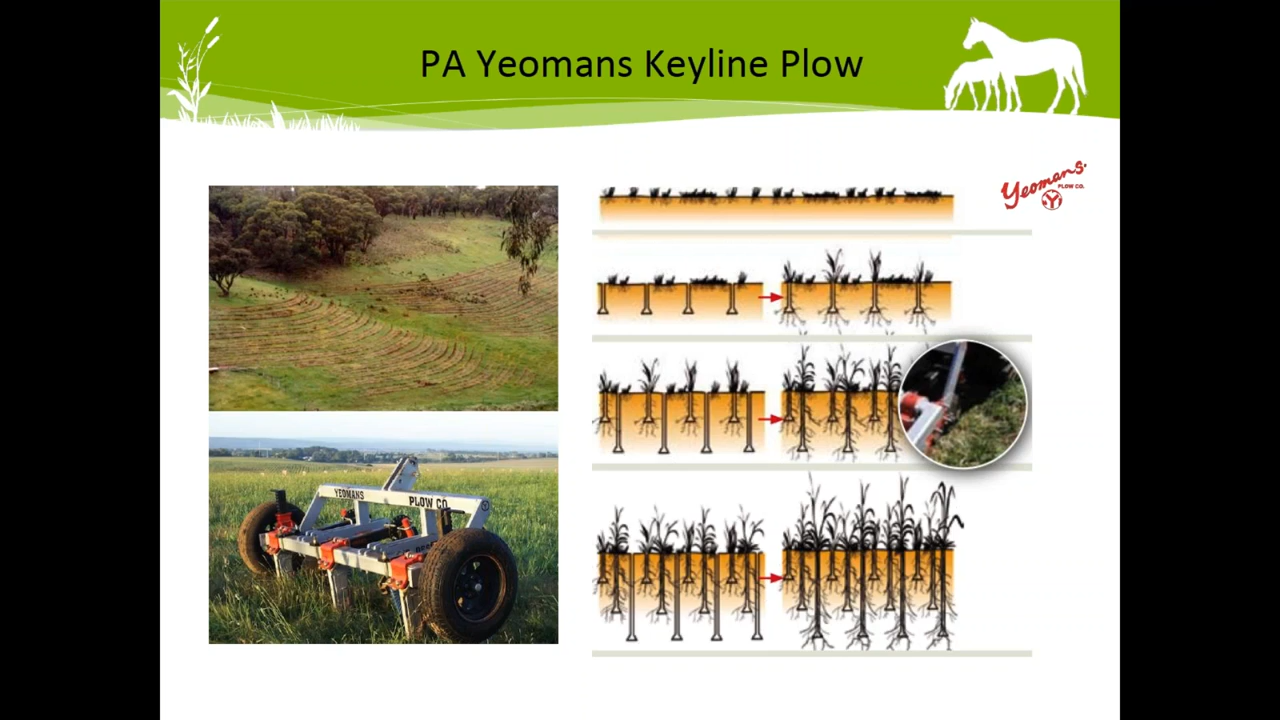 PA Yeomans Keyline Plow
Yeomans.
PLOW CO.
Y
YEOMANS
PLOW CO.